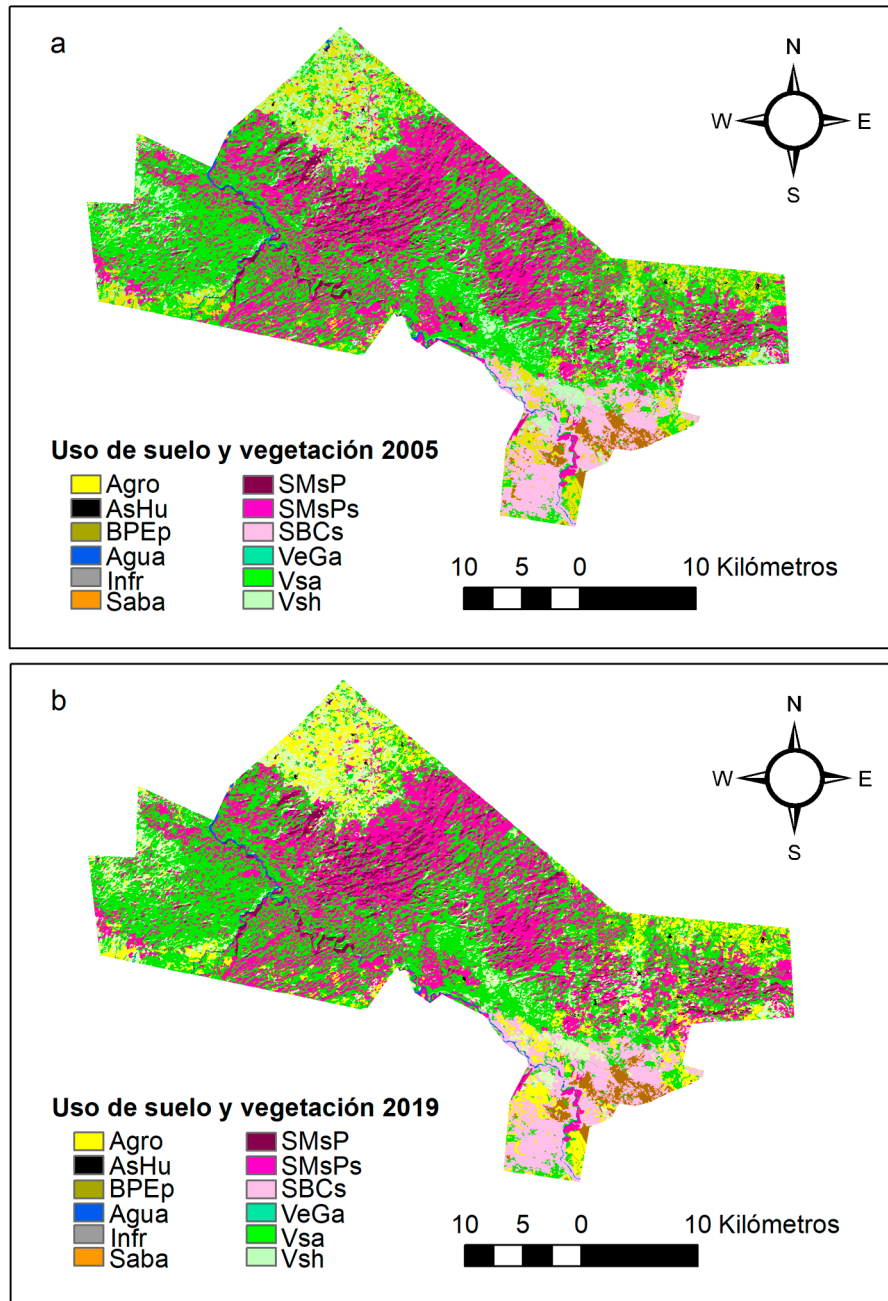 a
N
W E
S
Uso de suelo y vegetación 2005
Agro SMsP
AsHu SMsPs
BPEp SBCs
Agua VeGa
Infr Vsa
Saba Vsh
10 5 0 10 Kilómetros
b
N
W E
S
Uso de suelo y vegetación 2019
Agro SMsP
AsHu SMsPs
BPEp SBCs
Agua VeGa
Infr Vsa
Saba Vsh
10 5 0 10 Kilómetros